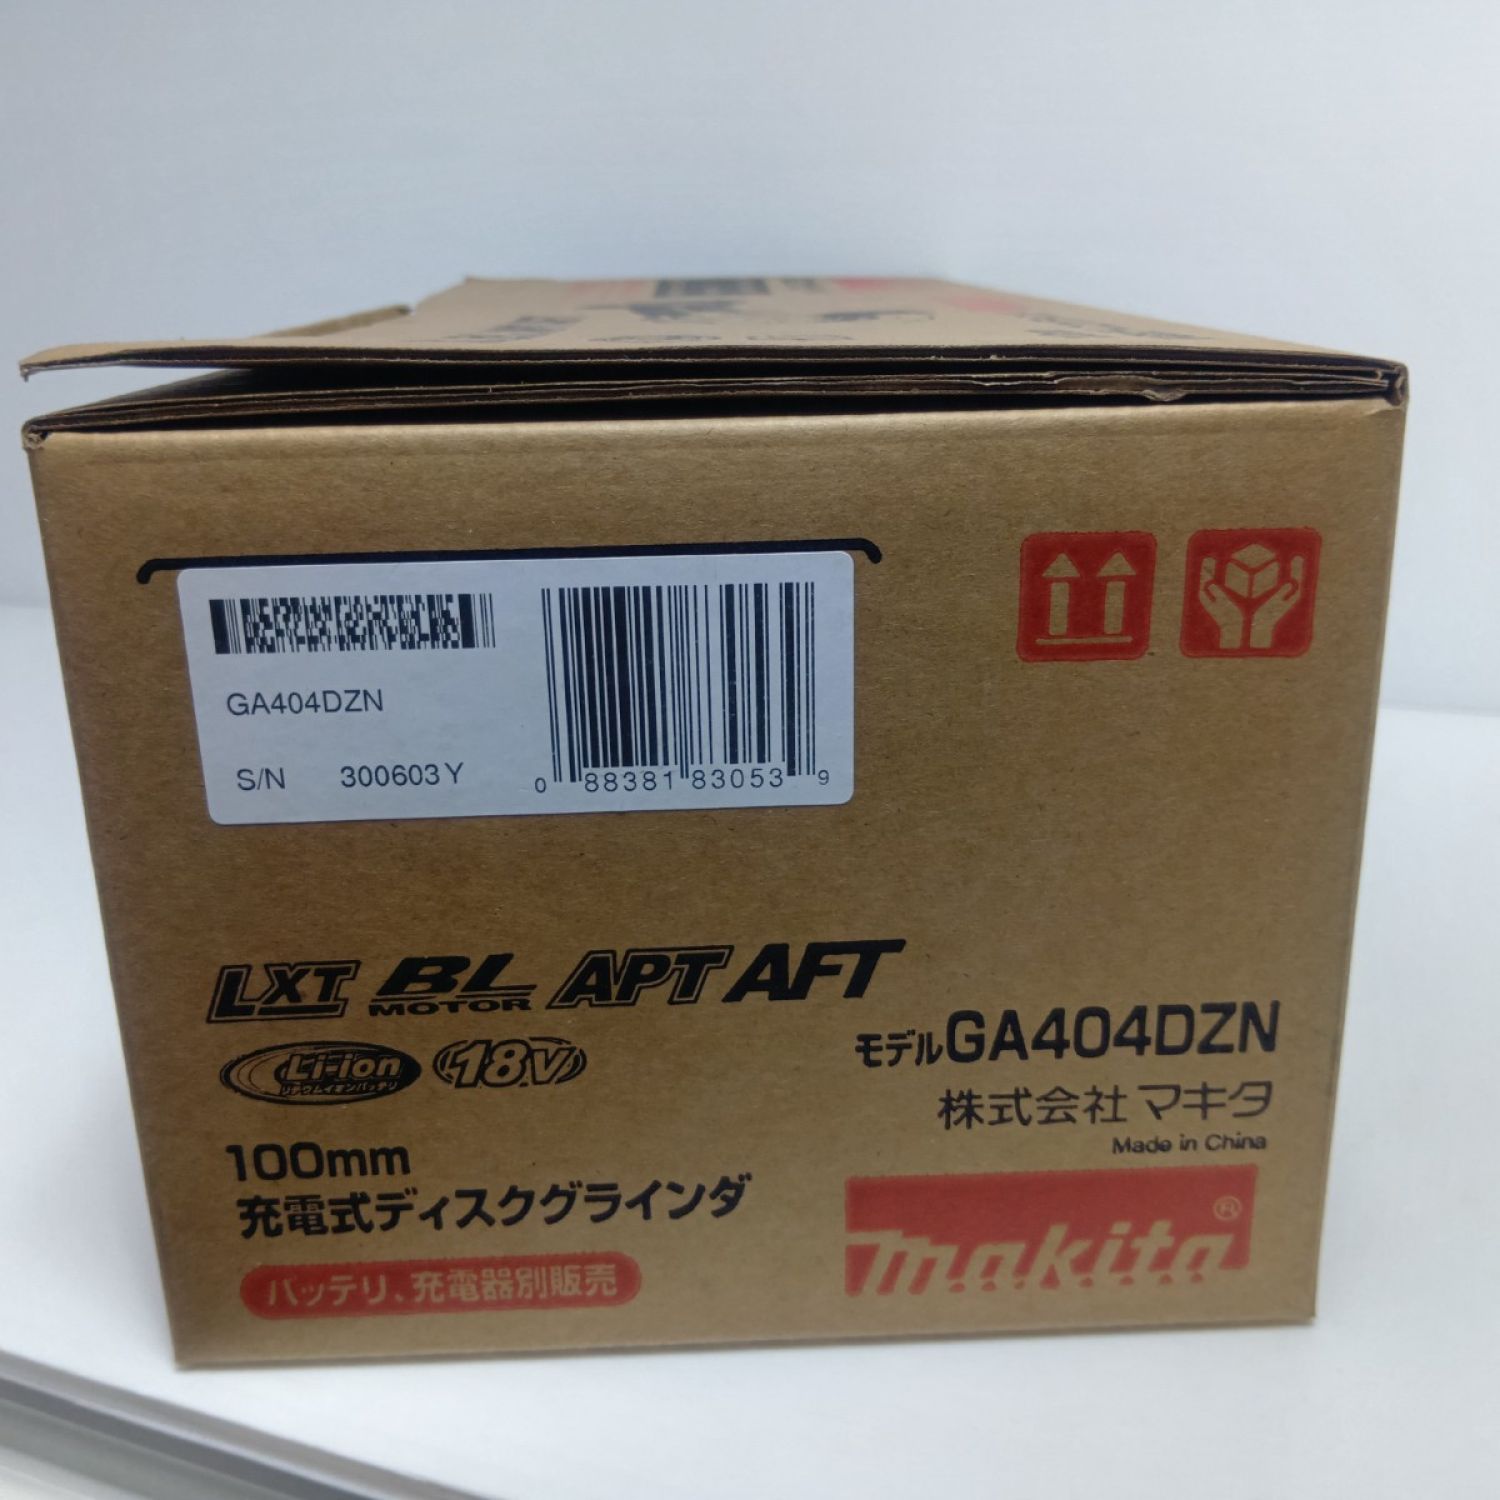 GA404DZN
S/N 300603Y
0 88381 83053 9
LXT BL MOTOR APT AFT
Li-ion 18V
リチウムイオンバッテリ
モデルGA404DZN
株式会社マキタ
Made in China
100mm
充電式ディスクグラインダ
バッテリ、充電器別販売
makita®